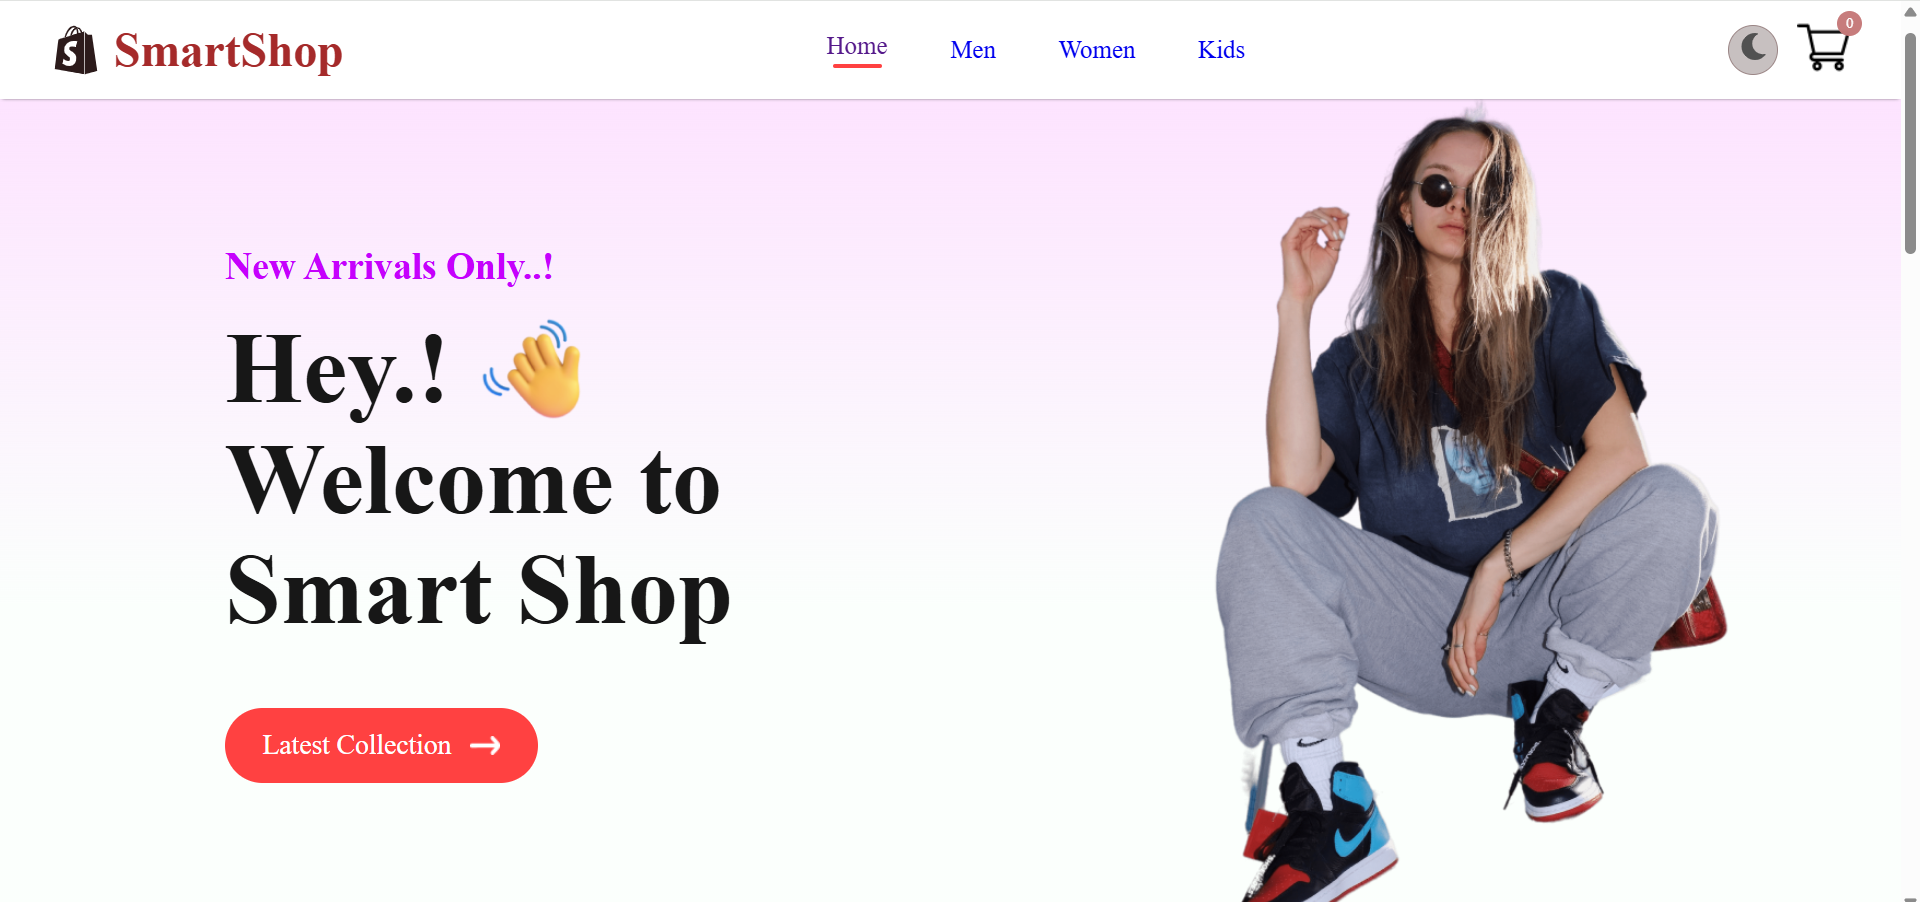 SmartShop
Home
Men
Women
Kids
0
New Arrivals Only..!
Hey.! 👋
Welcome to
Smart Shop
Latest Collection →